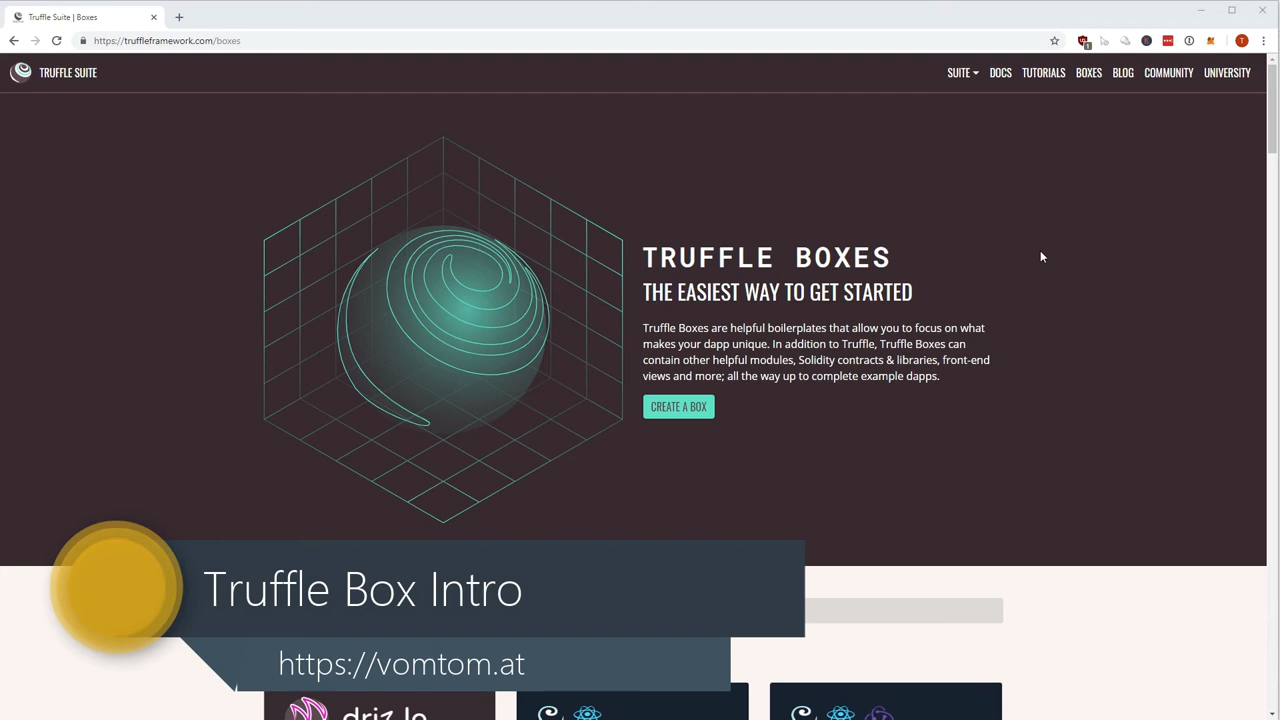 Truffle Suite | Boxes
https://truffleframework.com/boxes
1
T
TRUFFLE SUITE
SUITE
DOCS
TUTORIALS
BOXES
BLOG
COMMUNITY
UNIVERSITY
TRUFFLE BOXES
THE EASIEST WAY TO GET STARTED
Truffle Boxes are helpful boilerplates that allow you to focus on what
makes your dapp unique. In addition to Truffle, Truffle Boxes can
contain other helpful modules, Solidity contracts & libraries, front-end
views and more; all the way up to complete example dapps.
CREATE A BOX
Truffle Box Intro
https://vomtom.at